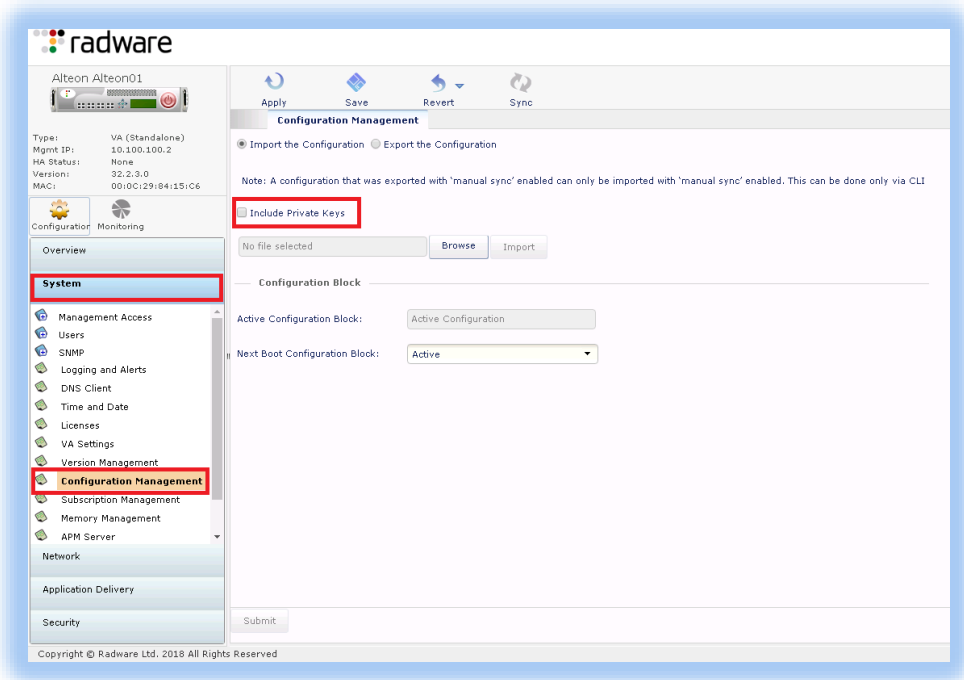 radware
Alteon Alteon01
Apply Save Revert Sync
Type: VA (Standalone)
Mgmt IP: 10.100.100.2
HA Status: None
Version: 32.2.3.0
MAC: 00:0C:29:84:15:C6
Configuration Monitoring
Overview
System
Management Access
Users
SNMP
Logging and Alerts
DNS Client
Time and Date
Licenses
VA Settings
Version Management
Configuration Management
Subscription Management
Memory Management
APM Server
Network
Application Delivery
Security
Configuration Management
Import the Configuration Export the Configuration
Note: A configuration that was exported with 'manual sync' enabled can only be imported with 'manual sync' enabled. This can be done only via CLI
Include Private Keys
No file selected Browse Import
Configuration Block
Active Configuration Block: Active Configuration
Next Boot Configuration Block: Active
Submit
Copyright © Radware Ltd. 2018 All Rights Reserved